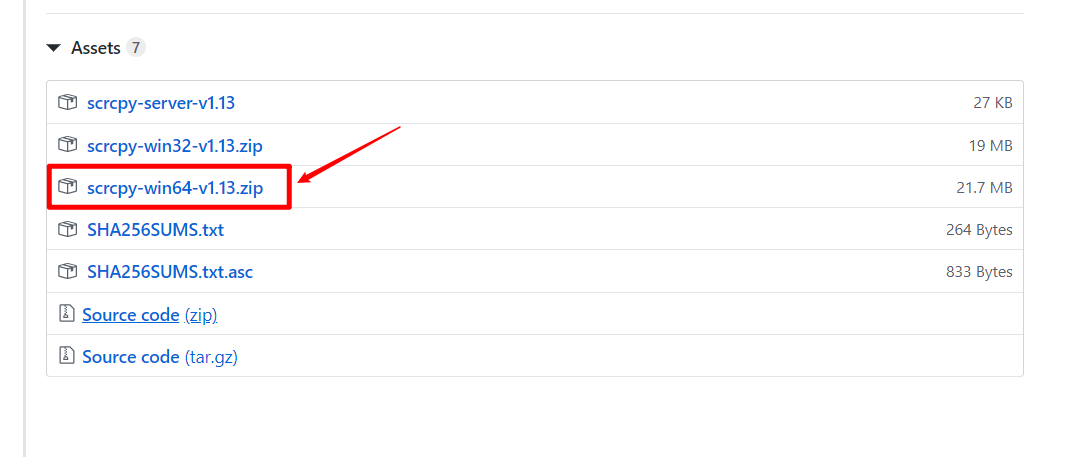 Assets 7
scrcpy-server-v1.13 27 KB
scrcpy-win32-v1.13.zip 19 MB
scrcpy-win64-v1.13.zip 21.7 MB
SHA256SUMS.txt 264 Bytes
SHA256SUMS.txt.asc 833 Bytes
Source code (zip)
Source code (tar.gz)